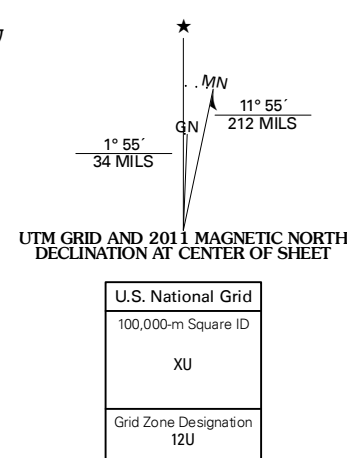 MN
11° 55´
212 MILS
GN
1° 55´
34 MILS
UTM GRID AND 2011 MAGNETIC NORTH
DECLINATION AT CENTER OF SHEET
U.S. National Grid
100,000-m Square ID
XU
Grid Zone Designation
12U